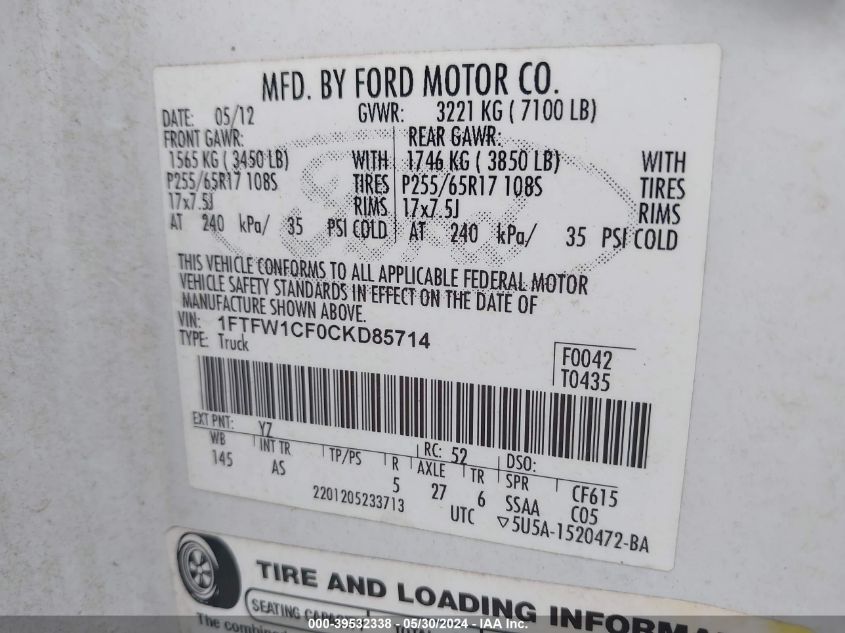 MFD. BY FORD MOTOR CO.
DATE: 05/12 GVWR: 3221 KG ( 7100 LB)
FRONT GAWR: REAR GAWR:
1565 KG ( 3450 LB) WITH 1746 KG ( 3850 LB) WITH
P255/65R17 108S TIRES P255/65R17 108S TIRES
17x7.5J RIMS 17x7.5J RIMS
AT 240 kPa/ 35 PSI COLD AT 240 kPa/ 35 PSI COLD
THIS VEHICLE CONFORMS TO ALL APPLICABLE FEDERAL MOTOR
VEHICLE SAFETY STANDARDS IN EFFECT ON THE DATE OF
MANUFACTURE SHOWN ABOVE.
VIN: 1FTFW1CF0CKD85714
TYPE: Truck
F0042
T0435
EXT PNT: YZ RC: 52 DSO:
WB INT TR TP/PS R AXLE TR SPR CF615
145 AS 5 27 6 SSAA C05
2201205233713 UTC ▽5U5A-1520472-BA
TIRE AND LOADING
SEATING
The combined
000-39532338 - 05/30/2024 - IAA Inc.